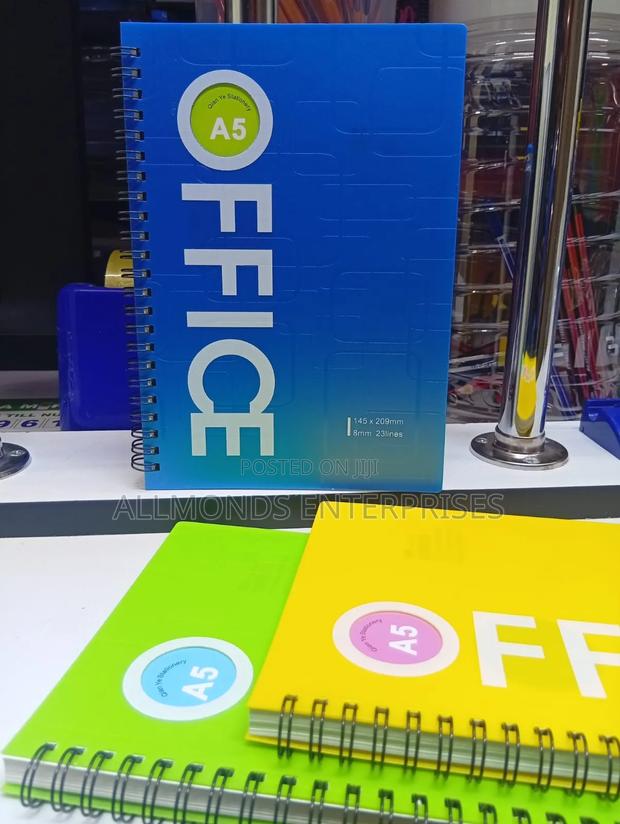 Qian Ye Stationery
A5
OFFICE
145 x 209mm
8mm 23lines
POSTED ON JIJI
ALLMONDS ENTERPRISES
Qian Ye Stationery
A5
Qian Ye Stationery
A5
OFF